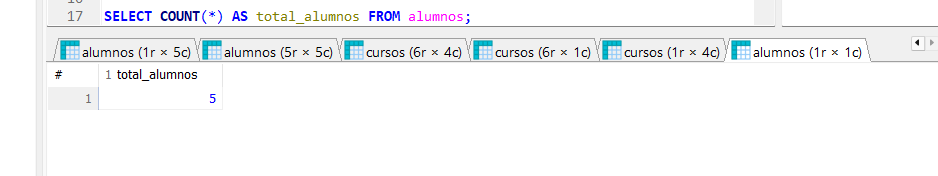 17 SELECT COUNT(*) AS total_alumnos FROM alumnos;
alumnos (1r × 5c) alumnos (5r × 5c) cursos (6r × 4c) cursos (6r × 1c) cursos (1r × 4c) alumnos (1r × 1c)
# 1 total_alumnos
1 5